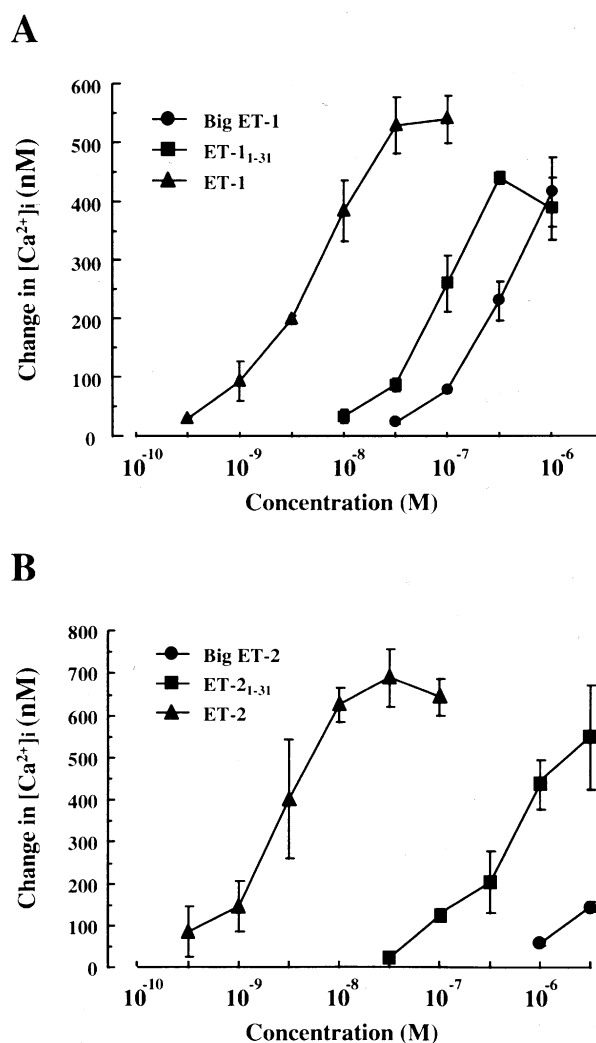 A
600
500
400
300
200
100
0
Change in [Ca²⁺]i (nM)
Big ET-1
ET-1₁₋₃₁
ET-1
10⁻¹⁰ 10⁻⁹ 10⁻⁸ 10⁻⁷ 10⁻⁶
Concentration (M)
B
800
700
600
500
400
300
200
100
0
Change in [Ca²⁺]i (nM)
Big ET-2
ET-2₁₋₃₁
ET-2
10⁻¹⁰ 10⁻⁹ 10⁻⁸ 10⁻⁷ 10⁻⁶
Concentration (M)